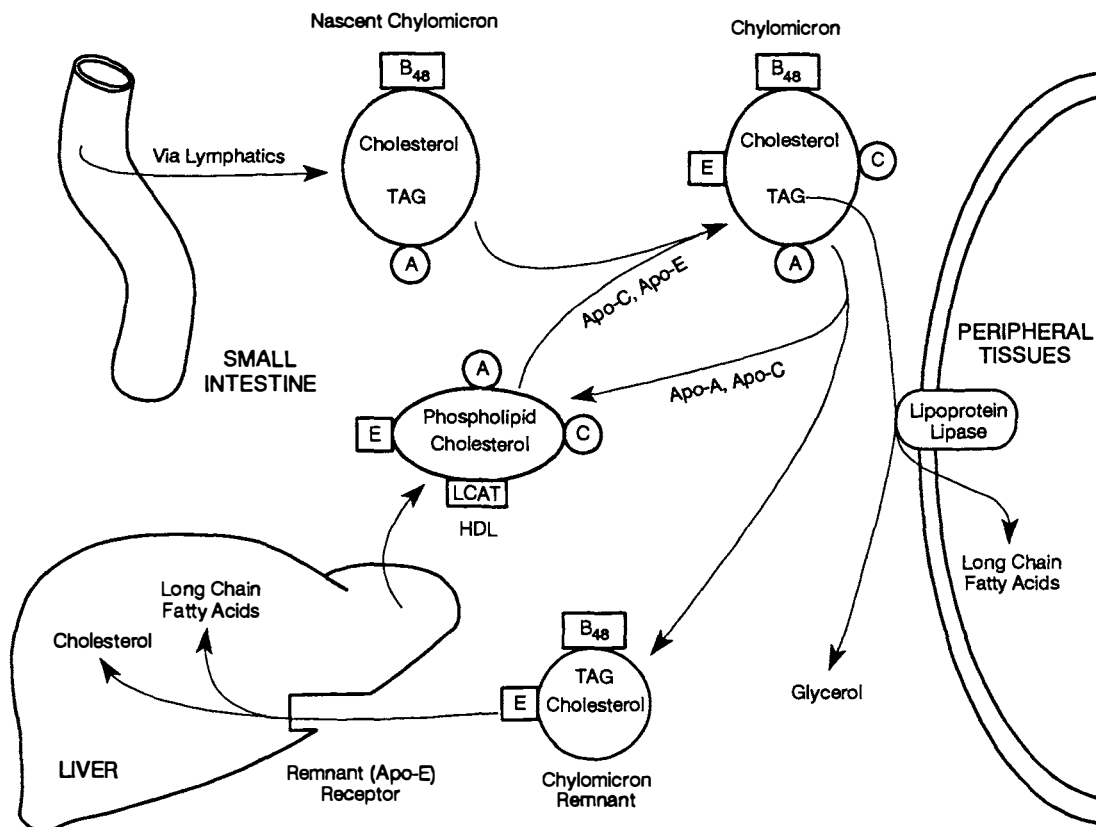 Nascent Chylomicron
B48
Cholesterol
TAG
A
Via Lymphatics
SMALL
INTESTINE
Chylomicron
B48
Cholesterol
E
C
TAG
A
Apo-C, Apo-E
Apo-A, Apo-C
PERIPHERAL
TISSUES
Lipoprotein
Lipase
Long Chain
Fatty Acids
Glycerol
A
Phospholipid
E
Cholesterol
C
LCAT
HDL
Long Chain
Fatty Acids
Cholesterol
LIVER
Remnant (Apo-E)
Receptor
B48
TAG
E
Cholesterol
Chylomicron
Remnant